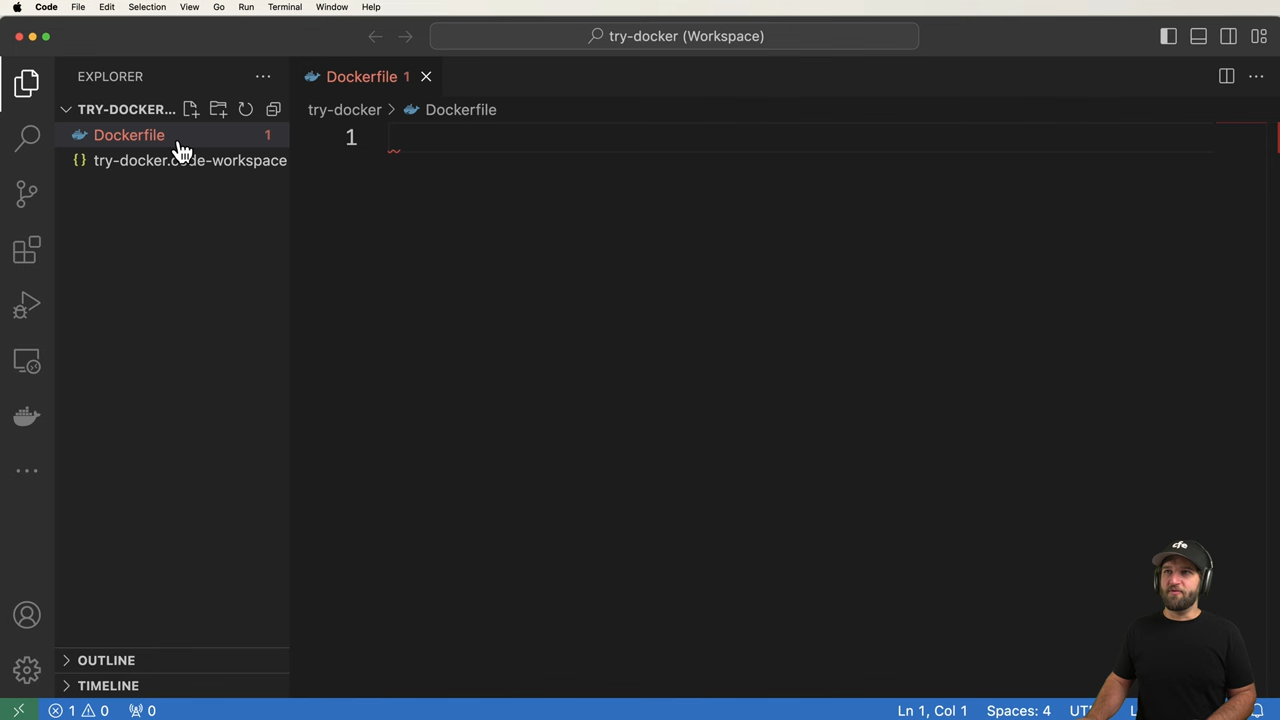 Code File Edit Selection View Go Run Terminal Window Help
try-docker (Workspace)
EXPLORER
Dockerfile 1
TRY-DOCKER...
try-docker > Dockerfile
Dockerfile 1
1
try-docker.code-workspace
cfe
OUTLINE
TIMELINE
1 0 0
Ln 1, Col 1 Spaces: 4